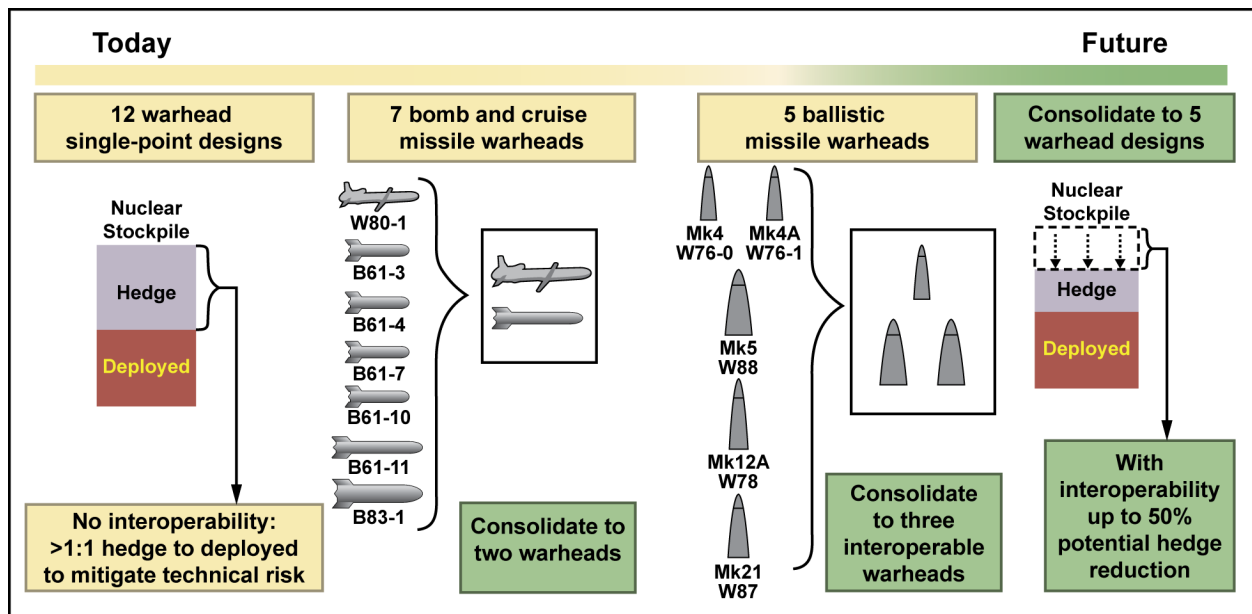 Today
Future
12 warhead
single-point designs
7 bomb and cruise
missile warheads
5 ballistic
missile warheads
Consolidate to 5
warhead designs
Nuclear
Stockpile
Hedge
Deployed
No interoperability:
>1:1 hedge to deployed
to mitigate technical risk
W80-1
B61-3
B61-4
B61-7
B61-10
B61-11
B83-1
Consolidate to
two warheads
Mk4
W76-0
Mk4A
W76-1
Mk5
W88
Mk12A
W78
Mk21
W87
Consolidate
to three
interoperable
warheads
Nuclear
Stockpile
Hedge
Deployed
With
interoperability
up to 50%
potential hedge
reduction